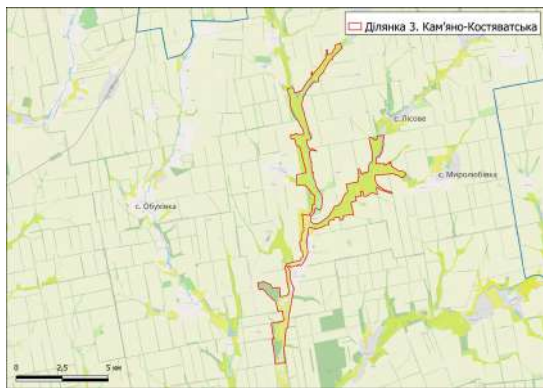 Ділянка 3. Кам'яно-Костяватська
с. Лісове
с. Миролюбівка
с. Обухівка
0 2,5 5 км